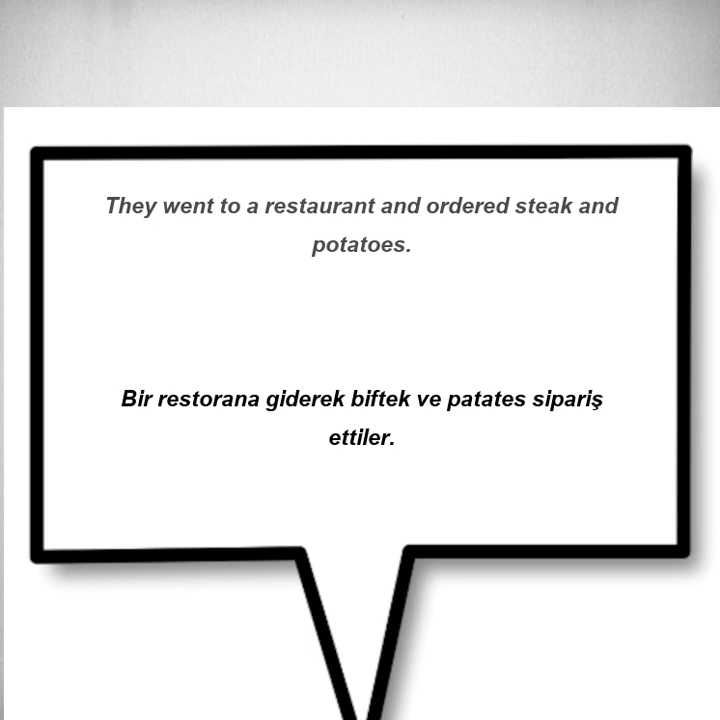 They went to a restaurant and ordered steak and
potatoes.
Bir restorana giderek biftek ve patates sipariş
ettiler.